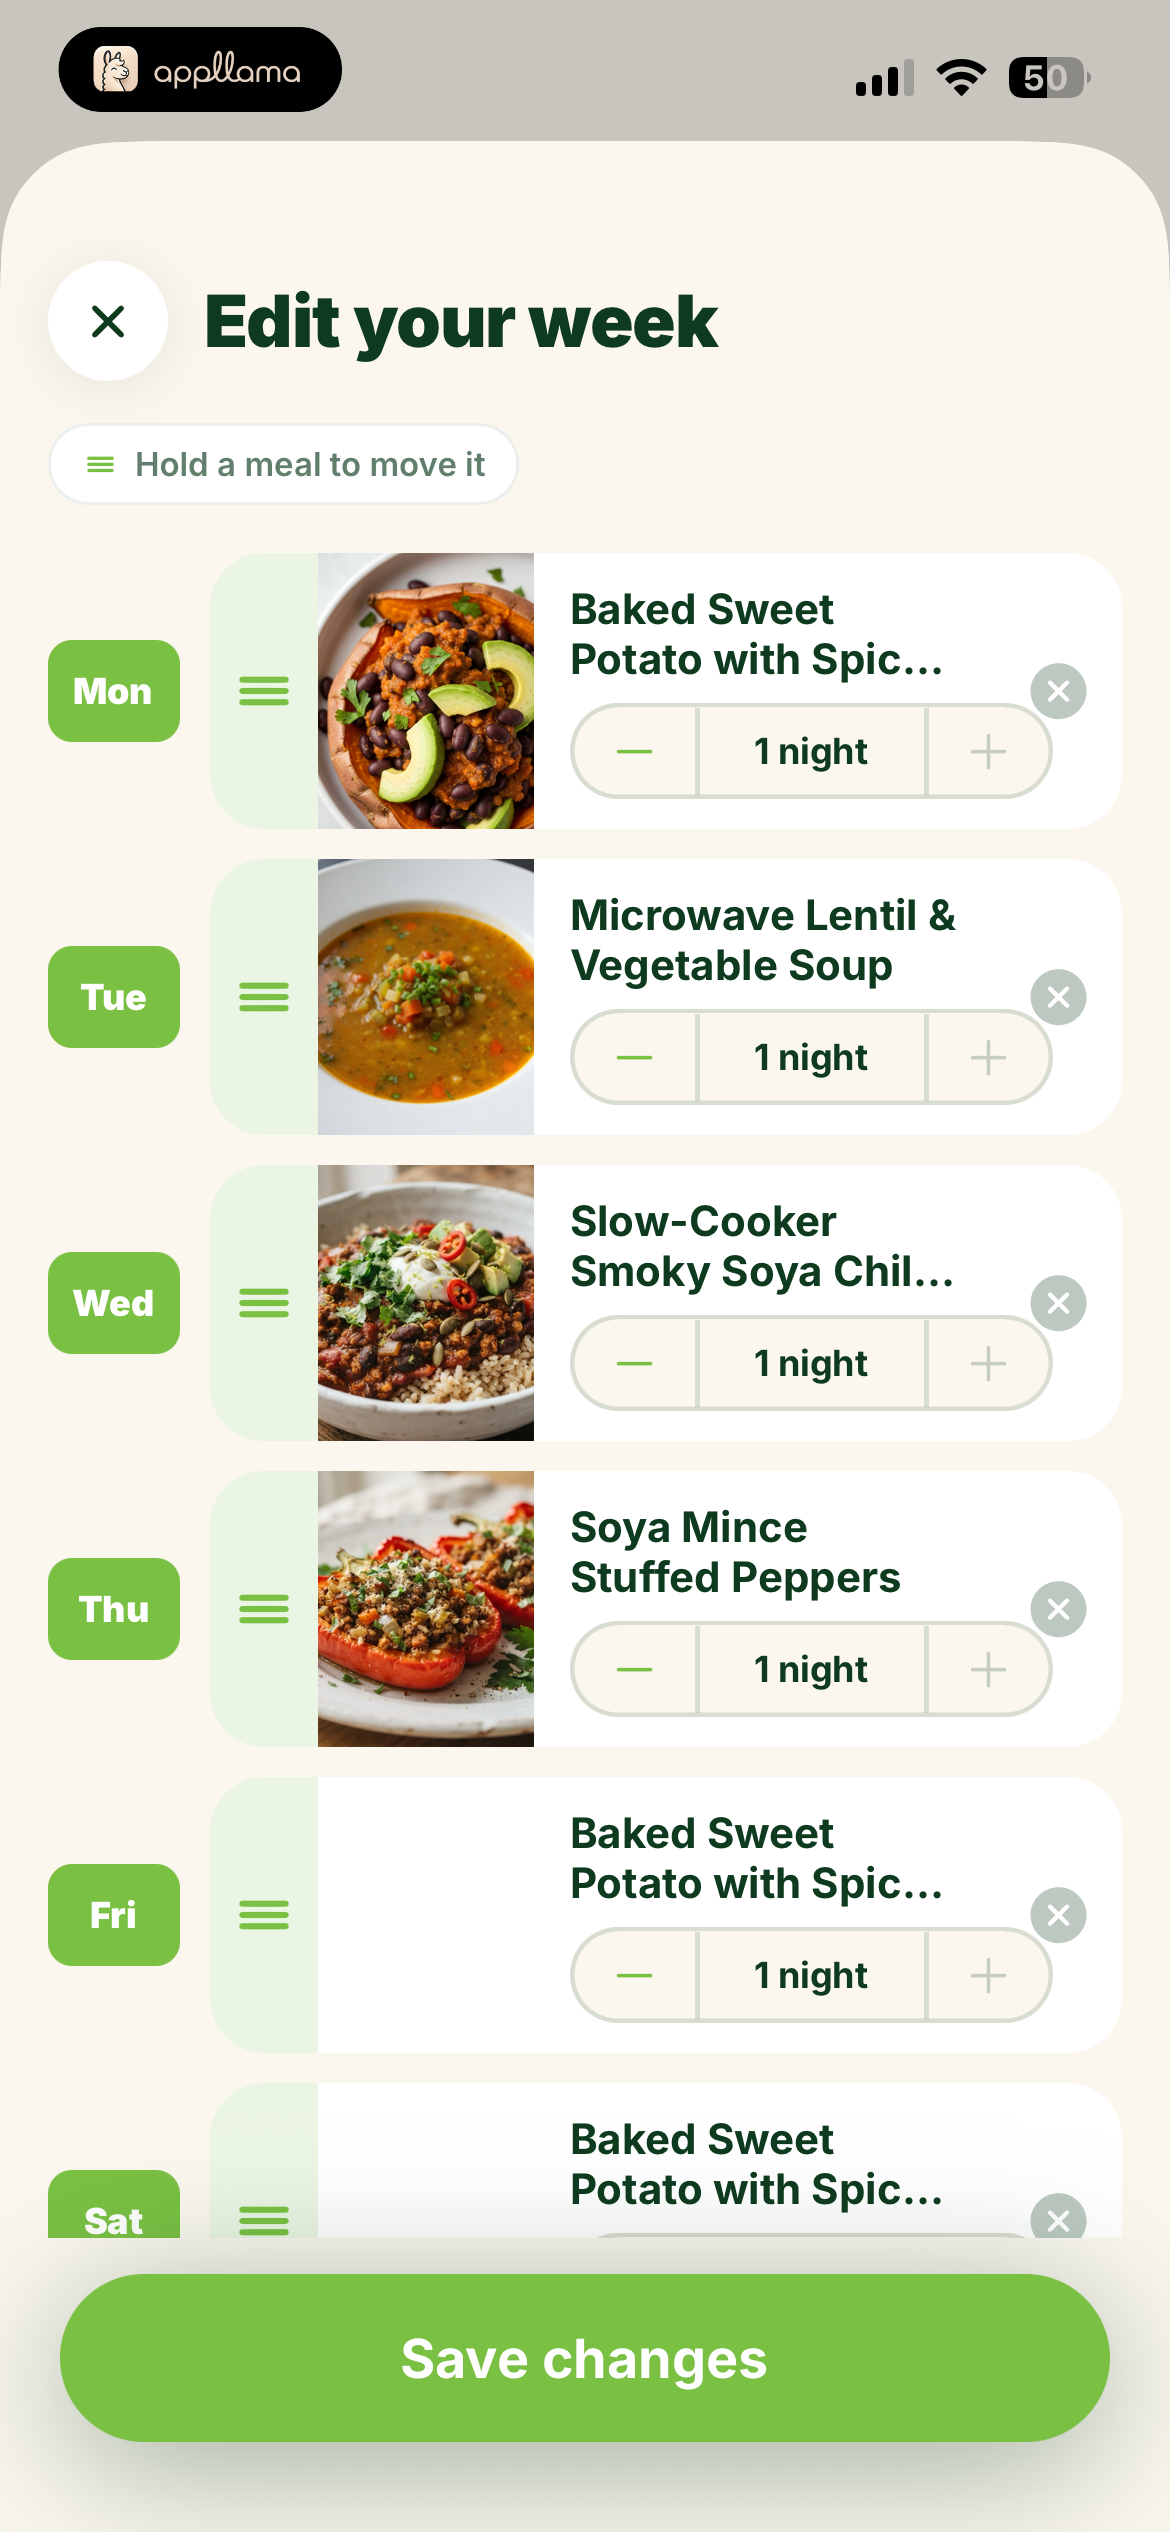 appllama
50
Edit your week
Hold a meal to move it
Mon
Baked Sweet
Potato with Spic...
1 night
Tue
Microwave Lentil &
Vegetable Soup
1 night
Wed
Slow-Cooker
Smoky Soya Chil...
1 night
Thu
Soya Mince
Stuffed Peppers
1 night
Fri
Baked Sweet
Potato with Spic...
1 night
Sat
Baked Sweet
Potato with Spic...
Save changes